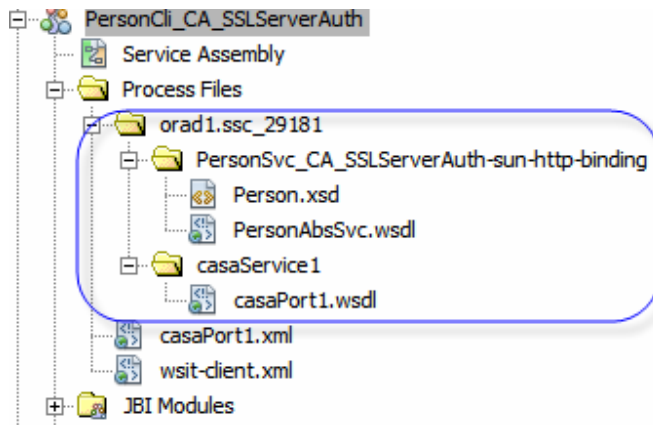 PersonCli_CA_SSLServerAuth
Service Assembly
Process Files
orad1.ssc_29181
PersonSvc_CA_SSLServerAuth-sun-http-binding
Person.xsd
PersonAbsSvc.wsdl
casaService1
casaPort1.wsdl
casaPort1.xml
wsit-client.xml
JBI Modules